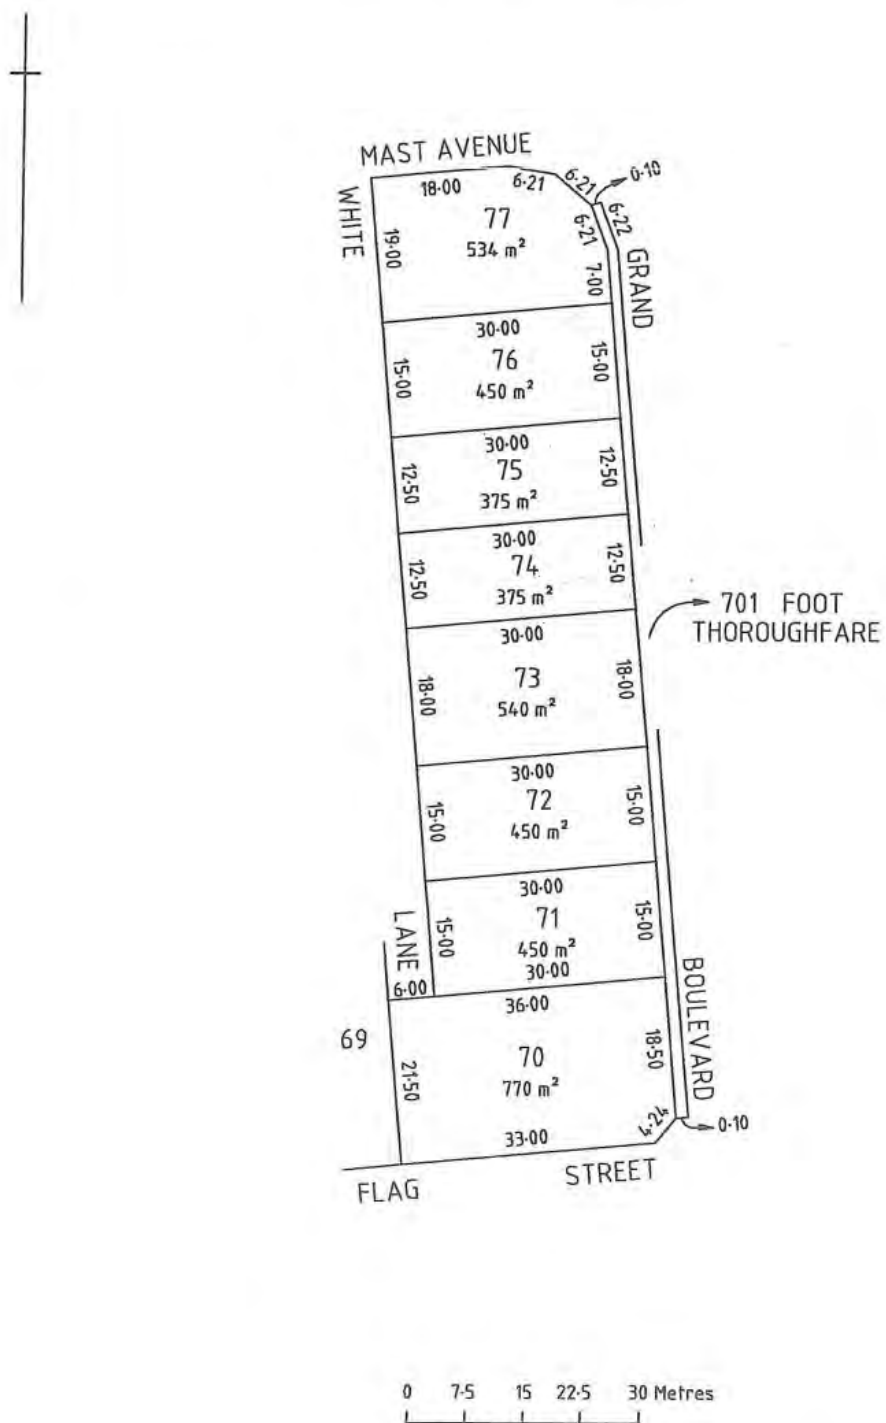 MAST AVENUE
18·00
6·21
6·21
0·10
6·22
WHITE
77
534 m²
19·00
6·21
7·00
GRAND
30·00
76
450 m²
15·00
15·00
30·00
75
375 m²
12·50
12·50
30·00
74
375 m²
12·50
12·50
701 FOOT
THOROUGHFARE
30·00
73
540 m²
18·00
18·00
30·00
72
450 m²
15·00
15·00
30·00
71
450 m²
30·00
15·00
15·00
LANE
6·00
36·00
BOULEVARD
69
70
770 m²
21·50
18·50
33·00
4·24
0·10
FLAG STREET
0 7·5 15 22·5 30 Metres